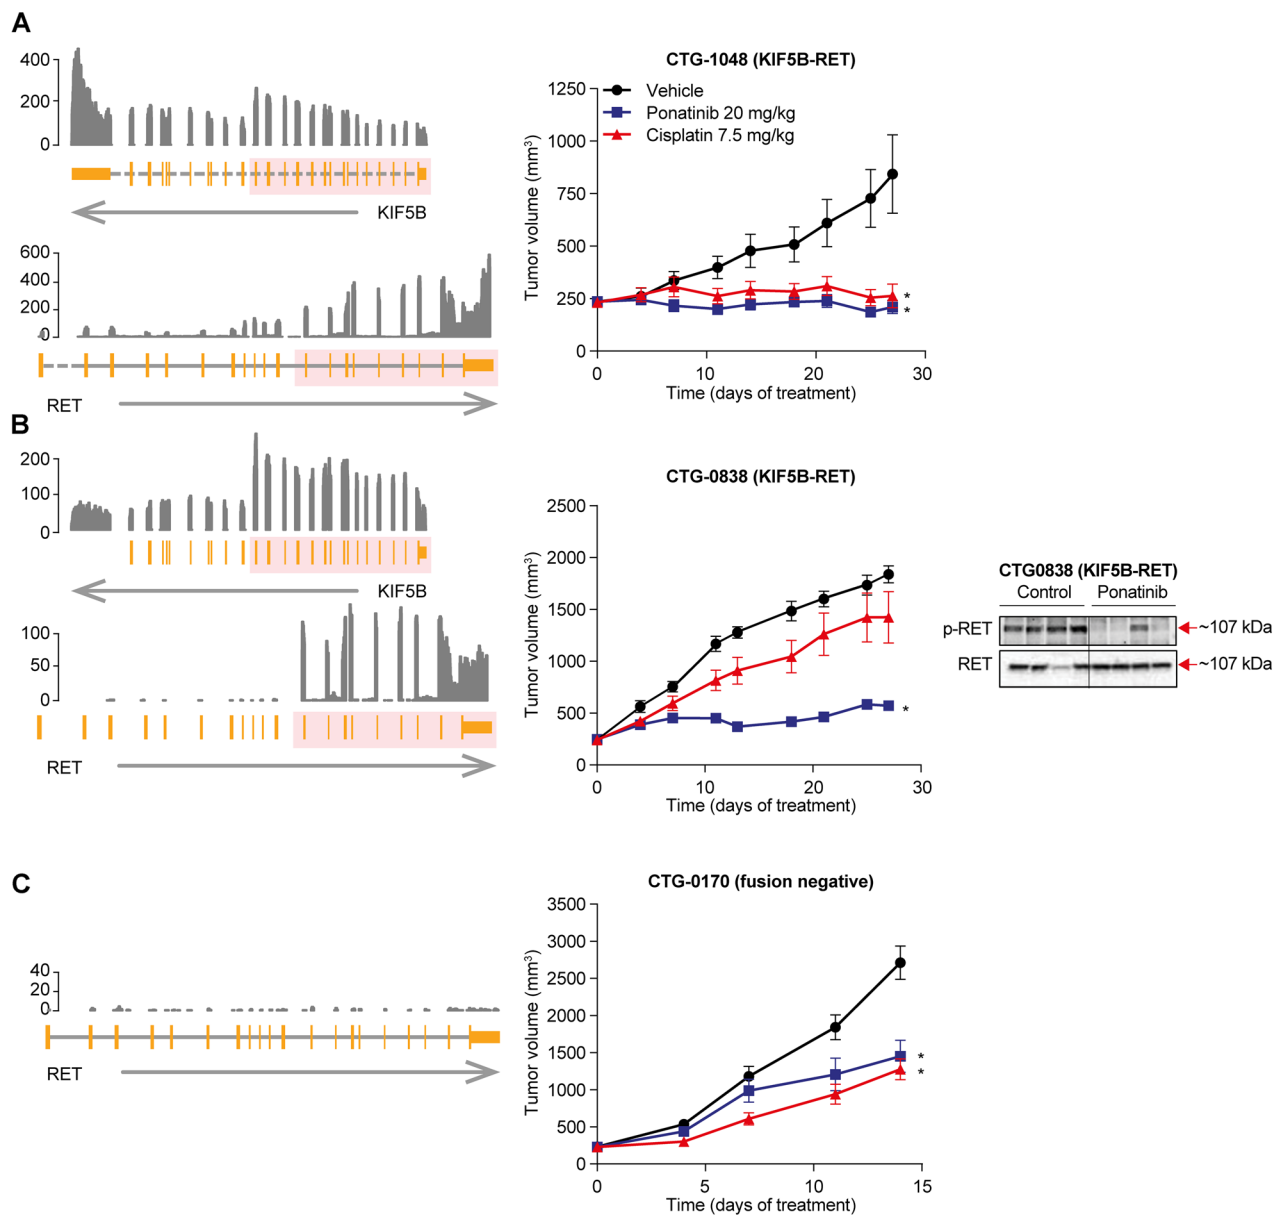 A
400
200
0
KIF5B
600
400
200
0
RET
CTG-1048 (KIF5B-RET)
Vehicle
Ponatinib 20 mg/kg
Cisplatin 7.5 mg/kg
Tumor volume (mm³)
1250
1000
750
500
250
0
0 10 20 30
Time (days of treatment)
*
*
B
200
100
0
KIF5B
100
50
0
RET
CTG-0838 (KIF5B-RET)
Tumor volume (mm³)
2500
2000
1500
1000
500
0
0 10 20 30
Time (days of treatment)
*
CTG0838 (KIF5B-RET)
Control Ponatinib
p-RET ~107 kDa
RET ~107 kDa
C
40
20
0
RET
CTG-0170 (fusion negative)
Tumor volume (mm³)
3500
3000
2500
2000
1500
1000
500
0
0 5 10 15
Time (days of treatment)
*
*